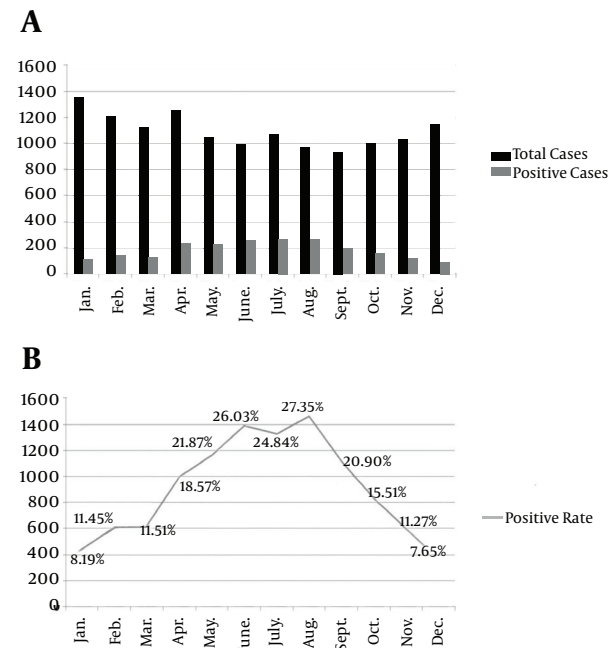 A
1600
1400
1200
1000
800
600
400
200
0
Jan.
Feb.
Mar.
Apr.
May.
June.
July.
Aug.
Sept.
Oct.
Nov.
Dec.
Total Cases
Positive Cases
B
1600
1400
1200
1000
800
600
400
200
0
8.19%
11.45%
11.51%
18.57%
21.87%
26.03%
24.84%
27.35%
20.90%
15.51%
11.27%
7.65%
Jan.
Feb.
Mar.
Apr.
May.
June.
July.
Aug.
Sept.
Oct.
Nov.
Dec.
Positive Rate